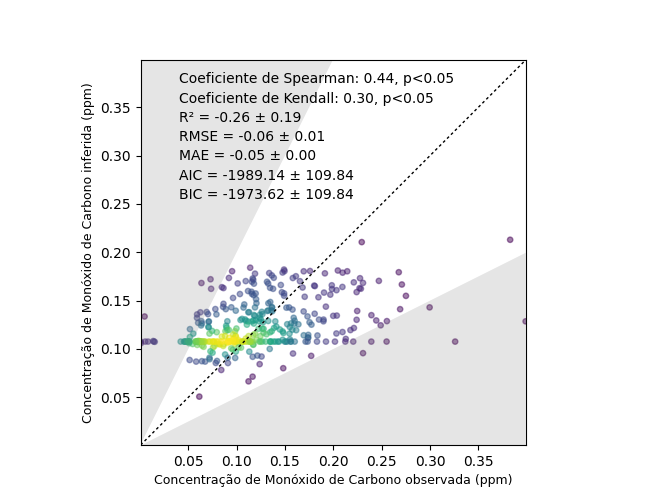 Coeficiente de Spearman: 0.44, p<0.05
Coeficiente de Kendall: 0.30, p<0.05
R² = -0.26 ± 0.19
RMSE = -0.06 ± 0.01
MAE = -0.05 ± 0.00
AIC = -1989.14 ± 109.84
BIC = -1973.62 ± 109.84
Concentração de Monóxido de Carbono inferida (ppm)
0.35
0.30
0.25
0.20
0.15
0.10
0.05
0.05 0.10 0.15 0.20 0.25 0.30 0.35
Concentração de Monóxido de Carbono observada (ppm)